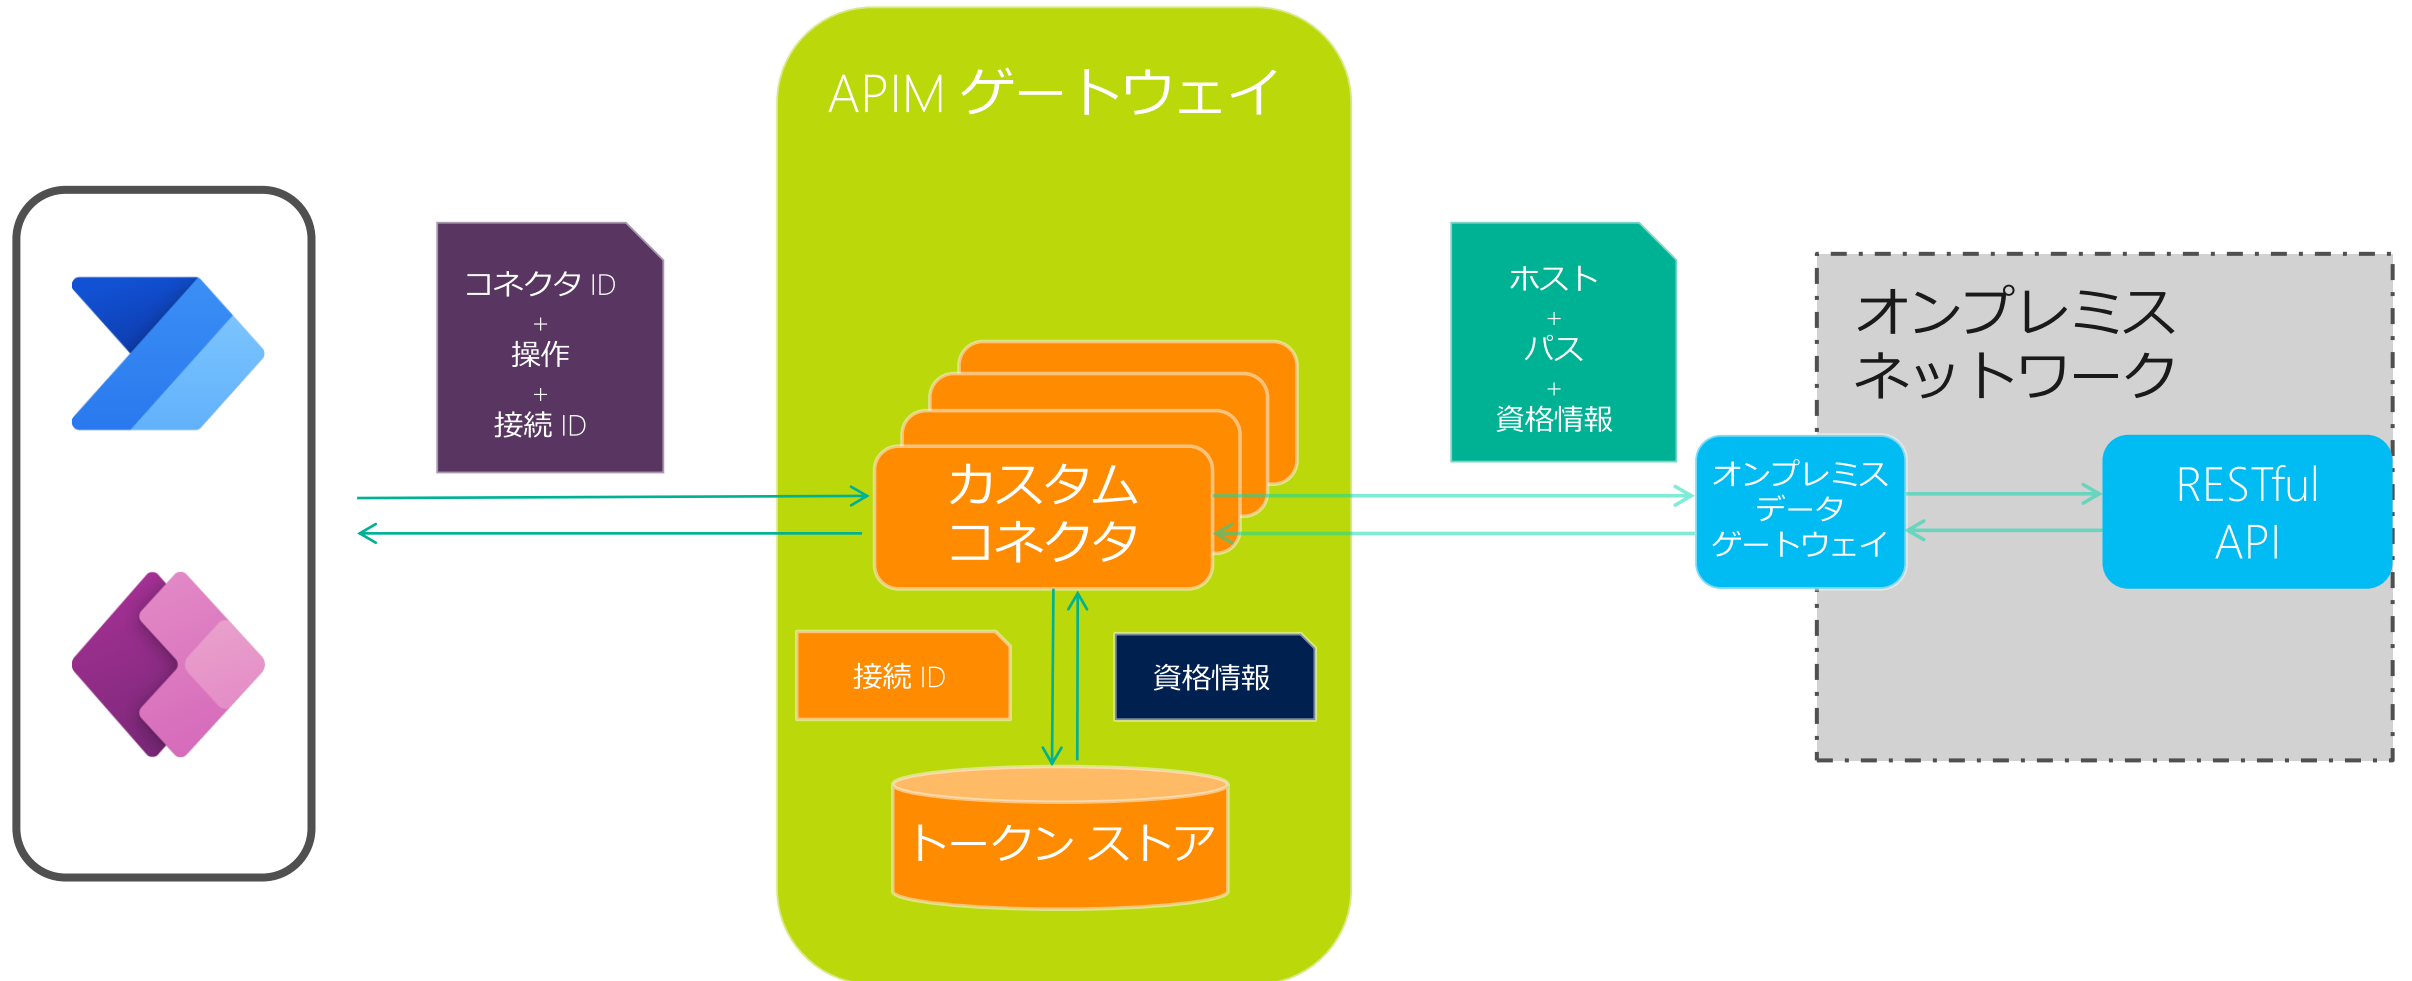 APIM ゲートウェイ
コネクタ ID
+
操作
+
接続 ID
カスタム
コネクタ
接続 ID
資格情報
トークン ストア
ホスト
+
パス
+
資格情報
オンプレミス
ネットワーク
オンプレミス
データ
ゲートウェイ
RESTful
API